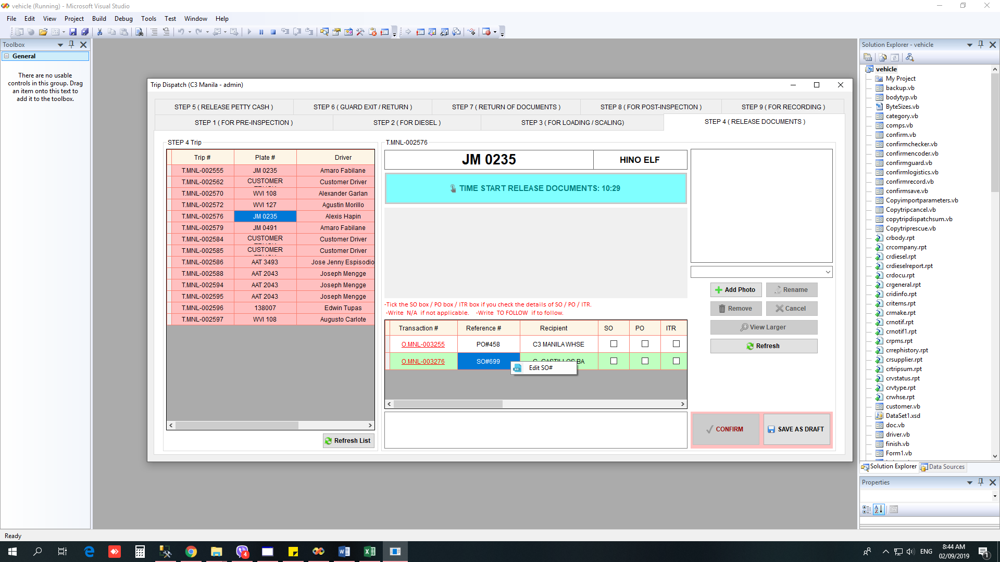 vehicle (Running) - Microsoft Visual Studio
File Edit View Project Build Debug Tools Test Window Help
Toolbox
General
There are no usable
controls in this group. Drag
an item onto this text to
add it to the toolbox.
Trip Dispatch (C3 Manila - admin)
STEP 5 ( RELEASE PETTY CASH ) STEP 6 ( GUARD EXIT / RETURN ) STEP 7 ( RETURN OF DOCUMENTS ) STEP 8 ( FOR POST-INSPECTION ) STEP 9 ( FOR RECORDING )
STEP 1 ( FOR PRE-INSPECTION ) STEP 2 ( FOR DIESEL ) STEP 3 ( FOR LOADING / SCALING) STEP 4 ( RELEASE DOCUMENTS )
STEP 4 Trip
Trip # Plate # Driver
T.MNL-002555 JM 0235 Amaro Fabilane
T.MNL-002562 CUSTOMER Customer Driver
T.MNL-002570 WVI 108 Alexander Garlan
T.MNL-002572 WVI 127 Agustin Morillo
T.MNL-002576 JM 0235 Alexis Hapin
T.MNL-002579 JM 0491 Amaro Fabilane
T.MNL-002584 CUSTOMER Customer Driver
T.MNL-002585 CUSTOMER Customer Driver
T.MNL-002586 AAT 3493 Jose Jenny Espisodio
T.MNL-002588 AAT 2043 Joseph Mengge
T.MNL-002594 AAT 2043 Joseph Mengge
T.MNL-002595 AAT 2043 Joseph Mengge
T.MNL-002596 138007 Edwin Tupas
T.MNL-002597 WVI 108 Augusto Carlote
Refresh List
T.MNL-002576
JM 0235 HINO ELF
TIME START RELEASE DOCUMENTS: 10:29
-Tick the SO box / PO box / ITR box if you check the details of SO / PO / ITR.
-Write N/A if not applicable. -Write TO FOLLOW if to follow.
Transaction # Reference # Recipient SO PO ITR
O.MNL-003255 PO#458 C3 MANILA WHSE
O.MNL-003276 SO#699
Edit SO#
Add Photo Rename
Remove Cancel
View Larger
Refresh
CONFIRM SAVE AS DRAFT
Solution Explorer - vehicle
vehicle
My Project
backup.vb
bodytyp.vb
ByteSizes.vb
category.vb
comps.vb
confirm.vb
confirmchecker.vb
confirmencoder.vb
confirmguard.vb
confirmlogistics.vb
confirmrecord.vb
confirmsave.vb
Copyimportparameters.vb
Copytripcancel.vb
copytripdispatchsum.vb
Copytriprescue.vb
crbody.rpt
crcompany.rpt
crdiesel.rpt
crdieselreport.rpt
crdocu.rpt
crgeneral.rpt
cridinfo.rpt
critems.rpt
crmake.rpt
crnotif.rpt
crnotif1.rpt
crpms.rpt
crrephistory.rpt
crsupplier.rpt
crtripsum.rpt
crvstatus.rpt
crvtype.rpt
crwhse.rpt
customer.vb
DataSet1.xsd
doc.vb
driver.vb
finish.vb
Form1.vb
Solution Explorer Data Sources
Properties
Ready
4
ENG
8:44 AM
02/09/2019
1